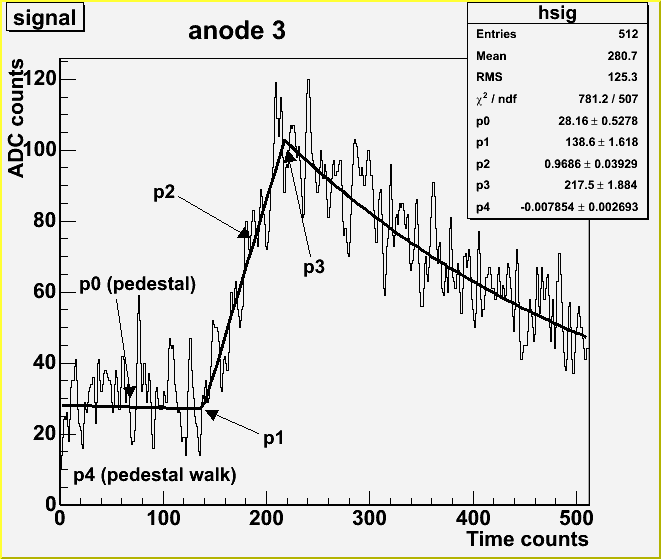 signal
anode 3
hsig
Entries 512
Mean 280.7
RMS 125.3
χ² / ndf 781.2 / 507
p0 28.16 ± 0.5278
p1 138.6 ± 1.618
p2 0.9686 ± 0.03929
p3 217.5 ± 1.884
p4 -0.007854 ± 0.002693
ADC counts
120
100
80
60
40
20
0
p2
p3
p0 (pedestal)
p1
p4 (pedestal walk)
0 100 200 300 400 500
Time counts